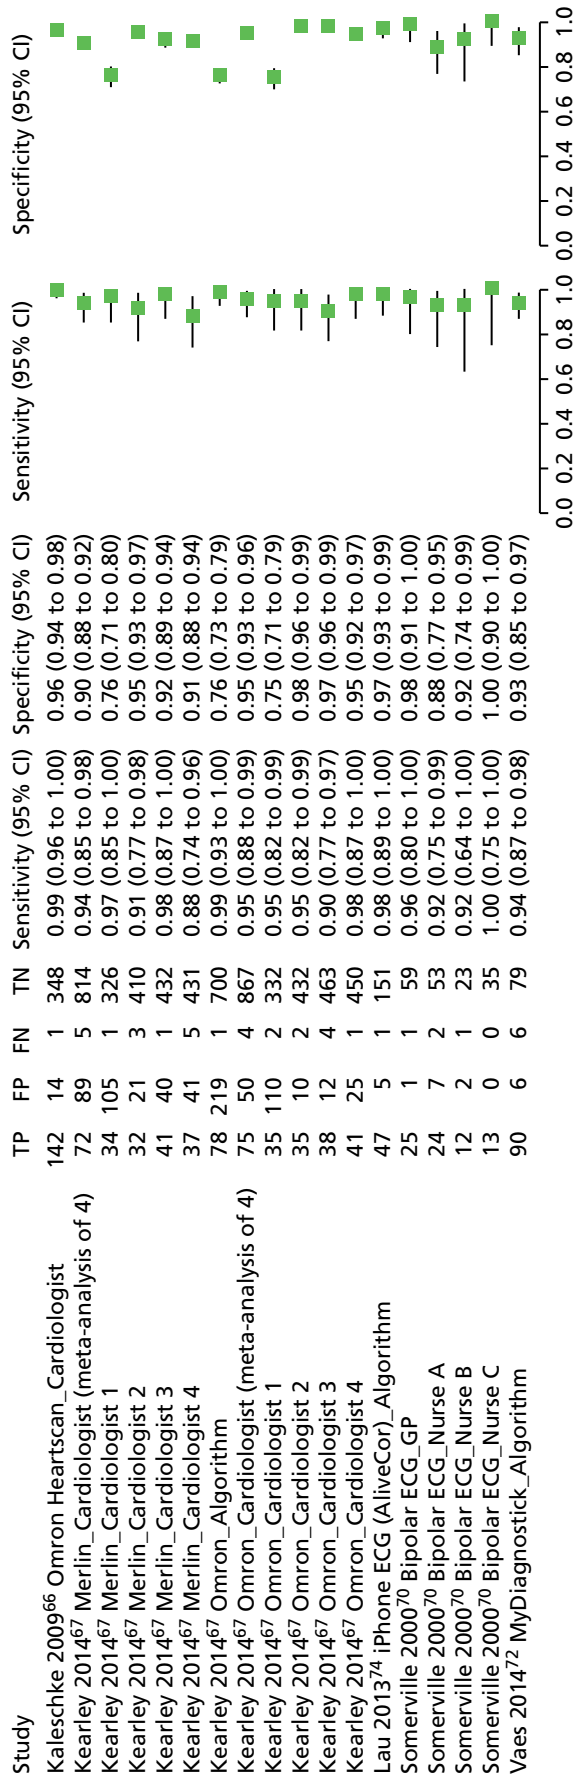 Study TP FP FN TN Sensitivity (95% CI) Specificity (95% CI) Sensitivity (95% CI) Specificity (95% CI)
Kaleschke 2009⁶⁶ Omron Heartscan_Cardiologist 142 14 1 348 0.99 (0.96 to 1.00) 0.96 (0.94 to 0.98)
Kearley 2014⁶⁷ Merlin_Cardiologist (meta-analysis of 4) 72 89 5 814 0.94 (0.85 to 0.98) 0.90 (0.88 to 0.92)
Kearley 2014⁶⁷ Merlin_Cardiologist 1 34 105 1 326 0.97 (0.85 to 1.00) 0.76 (0.71 to 0.80)
Kearley 2014⁶⁷ Merlin_Cardiologist 2 32 21 3 410 0.91 (0.77 to 0.98) 0.95 (0.93 to 0.97)
Kearley 2014⁶⁷ Merlin_Cardiologist 3 41 40 1 432 0.98 (0.87 to 1.00) 0.92 (0.89 to 0.94)
Kearley 2014⁶⁷ Merlin_Cardiologist 4 37 41 5 431 0.88 (0.74 to 0.96) 0.91 (0.88 to 0.94)
Kearley 2014⁶⁷ Omron_Algorithm 78 219 1 700 0.99 (0.93 to 1.00) 0.76 (0.73 to 0.79)
Kearley 2014⁶⁷ Omron_Cardiologist (meta-analysis of 4) 75 50 4 867 0.95 (0.88 to 0.99) 0.95 (0.93 to 0.96)
Kearley 2014⁶⁷ Omron_Cardiologist 1 35 110 2 332 0.95 (0.82 to 0.99) 0.75 (0.71 to 0.79)
Kearley 2014⁶⁷ Omron_Cardiologist 2 35 10 2 432 0.95 (0.82 to 0.99) 0.98 (0.96 to 0.99)
Kearley 2014⁶⁷ Omron_Cardiologist 3 38 12 4 463 0.90 (0.77 to 0.97) 0.97 (0.96 to 0.99)
Kearley 2014⁶⁷ Omron_Cardiologist 4 41 25 1 450 0.98 (0.87 to 1.00) 0.95 (0.92 to 0.97)
Lau 2013⁷⁴ iPhone ECG (AliveCor)_Algorithm 47 5 1 151 0.98 (0.89 to 1.00) 0.97 (0.93 to 0.99)
Somerville 2000⁷⁰ Bipolar ECG_GP 25 1 1 59 0.96 (0.80 to 1.00) 0.98 (0.91 to 1.00)
Somerville 2000⁷⁰ Bipolar ECG_Nurse A 24 7 2 53 0.92 (0.75 to 0.99) 0.88 (0.77 to 0.95)
Somerville 2000⁷⁰ Bipolar ECG_Nurse B 12 2 1 23 0.92 (0.64 to 1.00) 0.92 (0.74 to 0.99)
Somerville 2000⁷⁰ Bipolar ECG_Nurse C 13 0 0 35 1.00 (0.75 to 1.00) 1.00 (0.90 to 1.00)
Vaes 2014⁷² MyDiagnostick_Algorithm 90 6 6 79 0.94 (0.87 to 0.98) 0.93 (0.85 to 0.97)
0.0 0.2 0.4 0.6 0.8 1.0 0.0 0.2 0.4 0.6 0.8 1.0